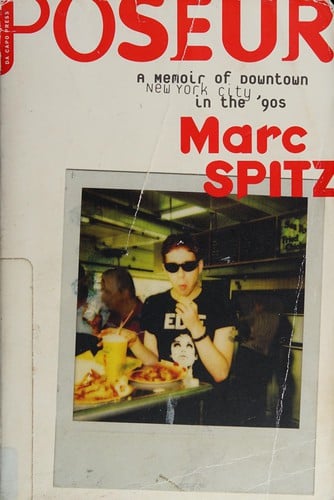 POSEUR
DA CAPO PRESS
A Memoir of Downtown
New York City
in the '90s
Marc
SPITZ